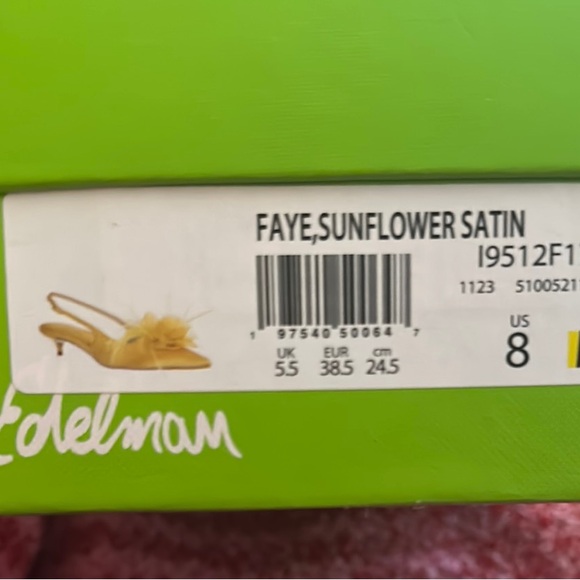 FAYE,SUNFLOWER SATIN
I9512F1
1123 5100521
1 97540 50064 7
UK EUR cm
5.5 38.5 24.5
US
8
Edelman